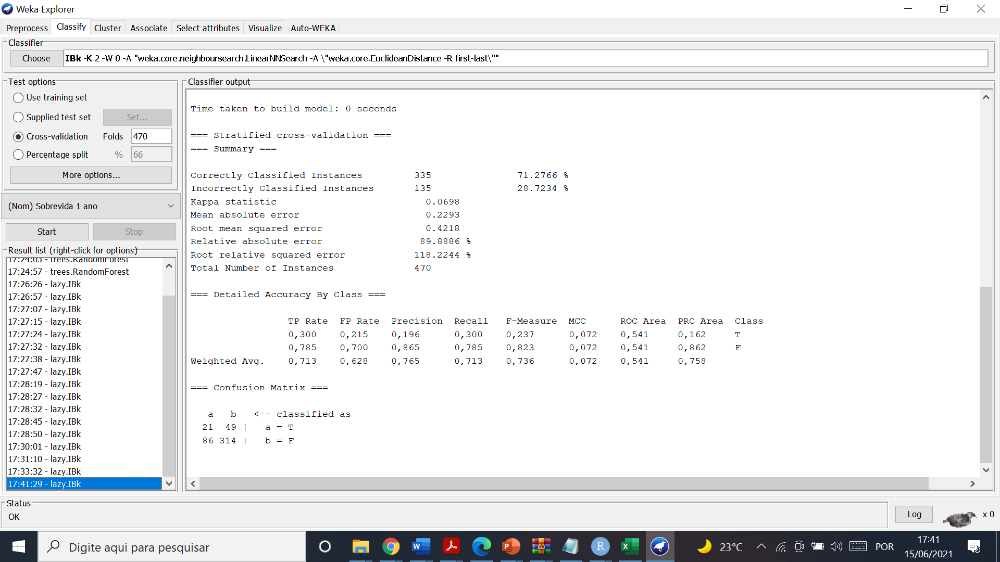 Weka Explorer
Preprocess Classify Cluster Associate Select attributes Visualize Auto-WEKA
Classifier
Choose IBk -K 2 -W 0 -A "weka.core.neighboursearch.LinearNNSearch -A \"weka.core.EuclideanDistance -R first-last\""
Test options
Use training set
Supplied test set Set...
Cross-validation Folds 470
Percentage split % 66
More options...
(Nom) Sobrevida 1 ano
Start Stop
Result list (right-click for options)
17:24:03 - trees.RandomForest
17:24:57 - trees.RandomForest
17:26:26 - lazy.IBk
17:26:57 - lazy.IBk
17:27:07 - lazy.IBk
17:27:15 - lazy.IBk
17:27:24 - lazy.IBk
17:27:32 - lazy.IBk
17:27:38 - lazy.IBk
17:27:47 - lazy.IBk
17:28:19 - lazy.IBk
17:28:27 - lazy.IBk
17:28:32 - lazy.IBk
17:28:45 - lazy.IBk
17:28:50 - lazy.IBk
17:30:01 - lazy.IBk
17:31:10 - lazy.IBk
17:33:32 - lazy.IBk
17:41:29 - lazy.IBk
Classifier output
Time taken to build model: 0 seconds
=== Stratified cross-validation ===
=== Summary ===
Correctly Classified Instances 335 71.2766 %
Incorrectly Classified Instances 135 28.7234 %
Kappa statistic 0.0698
Mean absolute error 0.2293
Root mean squared error 0.4218
Relative absolute error 89.8886 %
Root relative squared error 118.2244 %
Total Number of Instances 470
=== Detailed Accuracy By Class ===
TP Rate FP Rate Precision Recall F-Measure MCC ROC Area PRC Area Class
0,300 0,215 0,196 0,300 0,237 0,072 0,541 0,162 T
0,785 0,700 0,865 0,785 0,823 0,072 0,541 0,862 F
Weighted Avg. 0,713 0,628 0,765 0,713 0,736 0,072 0,541 0,758
=== Confusion Matrix ===
a b <-- classified as
21 49 | a = T
86 314 | b = F
Status
OK
Log x 0
Digite aqui para pesquisar
23°C
POR
17:41
15/06/2021